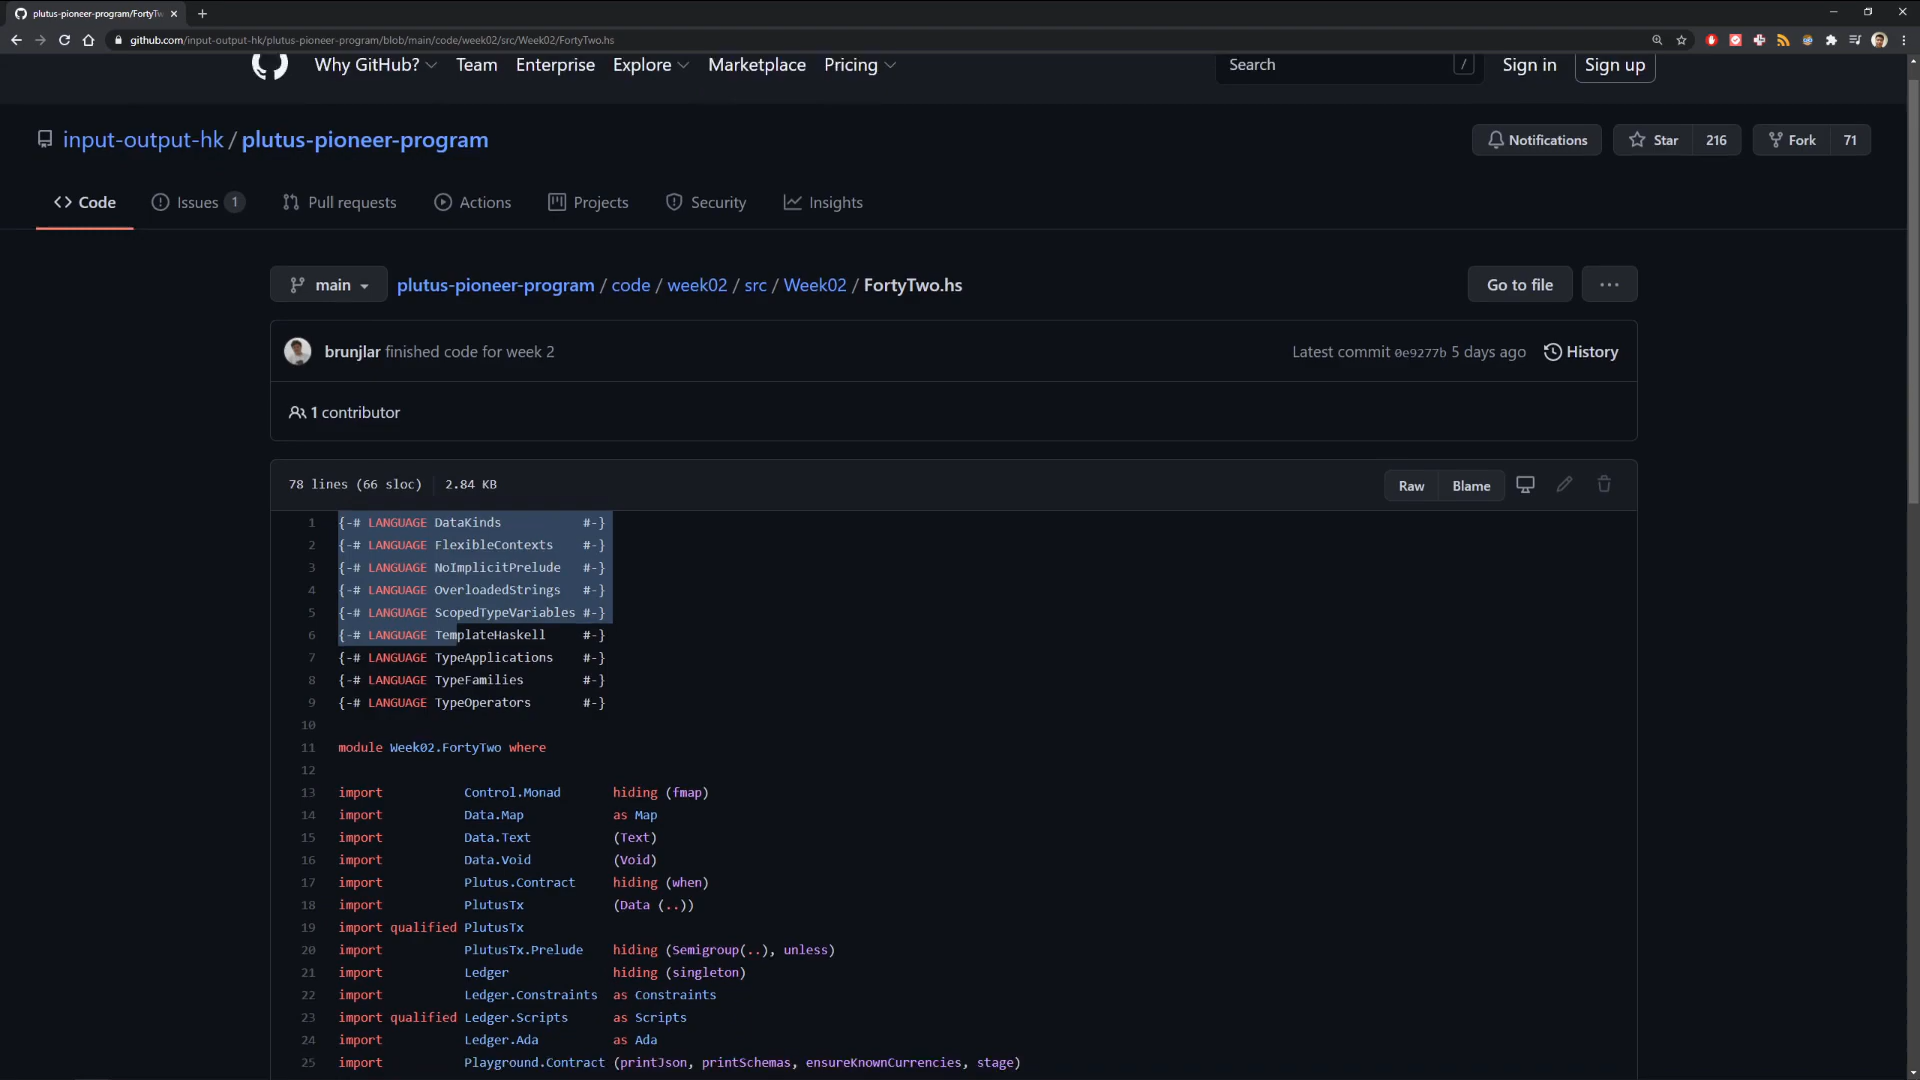 plutus-pioneer-program/FortyTw
github.com/input-output-hk/plutus-pioneer-program/blob/main/code/week02/src/Week02/FortyTwo.hs
Why GitHub? Team Enterprise Explore Marketplace Pricing Search / Sign in Sign up
input-output-hk / plutus-pioneer-program Notifications Star 216 Fork 71
<> Code Issues 1 Pull requests Actions Projects Security Insights
main plutus-pioneer-program / code / week02 / src / Week02 / FortyTwo.hs Go to file ...
brunjlar finished code for week 2 Latest commit 0e9277b 5 days ago History
1 contributor
78 lines (66 sloc) 2.84 KB Raw Blame
1 {-# LANGUAGE DataKinds #-}
2 {-# LANGUAGE FlexibleContexts #-}
3 {-# LANGUAGE NoImplicitPrelude #-}
4 {-# LANGUAGE OverloadedStrings #-}
5 {-# LANGUAGE ScopedTypeVariables #-}
6 {-# LANGUAGE TemplateHaskell #-}
7 {-# LANGUAGE TypeApplications #-}
8 {-# LANGUAGE TypeFamilies #-}
9 {-# LANGUAGE TypeOperators #-}
10
11 module Week02.FortyTwo where
12
13 import Control.Monad hiding (fmap)
14 import Data.Map as Map
15 import Data.Text (Text)
16 import Data.Void (Void)
17 import Plutus.Contract hiding (when)
18 import PlutusTx (Data (..))
19 import qualified PlutusTx
20 import PlutusTx.Prelude hiding (Semigroup(..), unless)
21 import Ledger hiding (singleton)
22 import Ledger.Constraints as Constraints
23 import qualified Ledger.Scripts as Scripts
24 import Ledger.Ada as Ada
25 import Playground.Contract (printJson, printSchemas, ensureKnownCurrencies, stage)